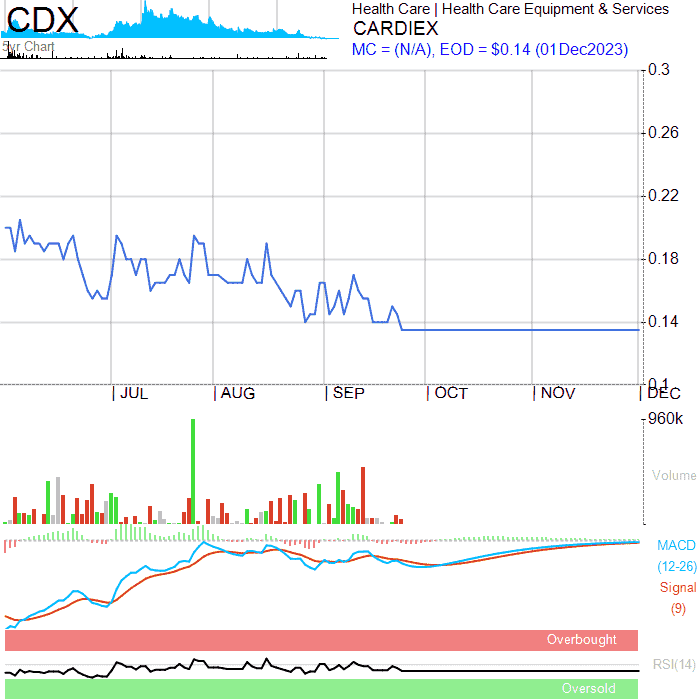 CDX
5yr Chart
Health Care | Health Care Equipment & Services
CARDIEX
MC = (N/A), EOD = $0.14 (01Dec2023)
0.3
0.26
0.22
0.18
0.14
0.1
JUL
AUG
SEP
OCT
NOV
DEC
960k
Volume
MACD
(12-26)
Signal
(9)
Overbought
RSI(14)
Oversold